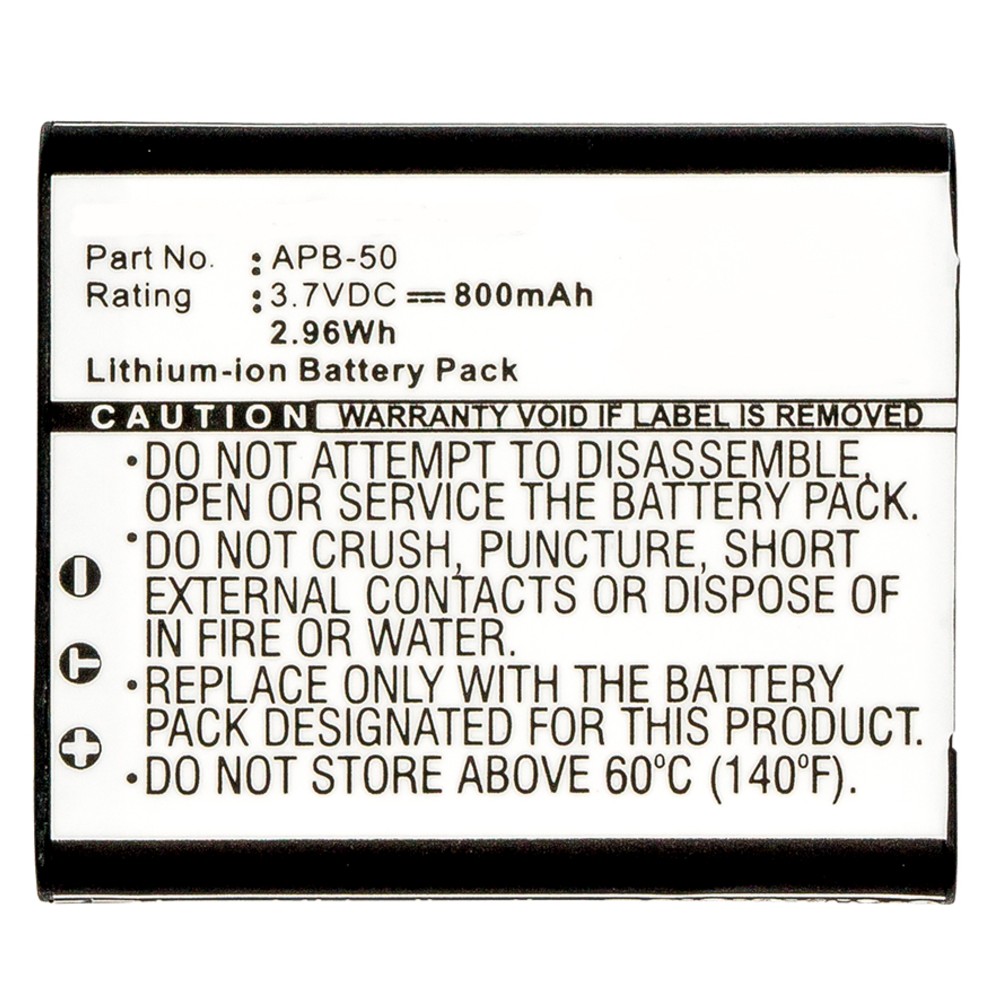 Part No. : APB-50
Rating : 3.7VDC ⎓ 800mAh
2.96Wh
Lithium-ion Battery Pack
CAUTION WARRANTY VOID IF LABEL IS REMOVED
•DO NOT ATTEMPT TO DISASSEMBLE,
OPEN OR SERVICE THE BATTERY PACK.
•DO NOT CRUSH, PUNCTURE, SHORT
EXTERNAL CONTACTS OR DISPOSE OF
IN FIRE OR WATER.
•REPLACE ONLY WITH THE BATTERY
PACK DESIGNATED FOR THIS PRODUCT.
•DO NOT STORE ABOVE 60°C (140°F).
−
T
+